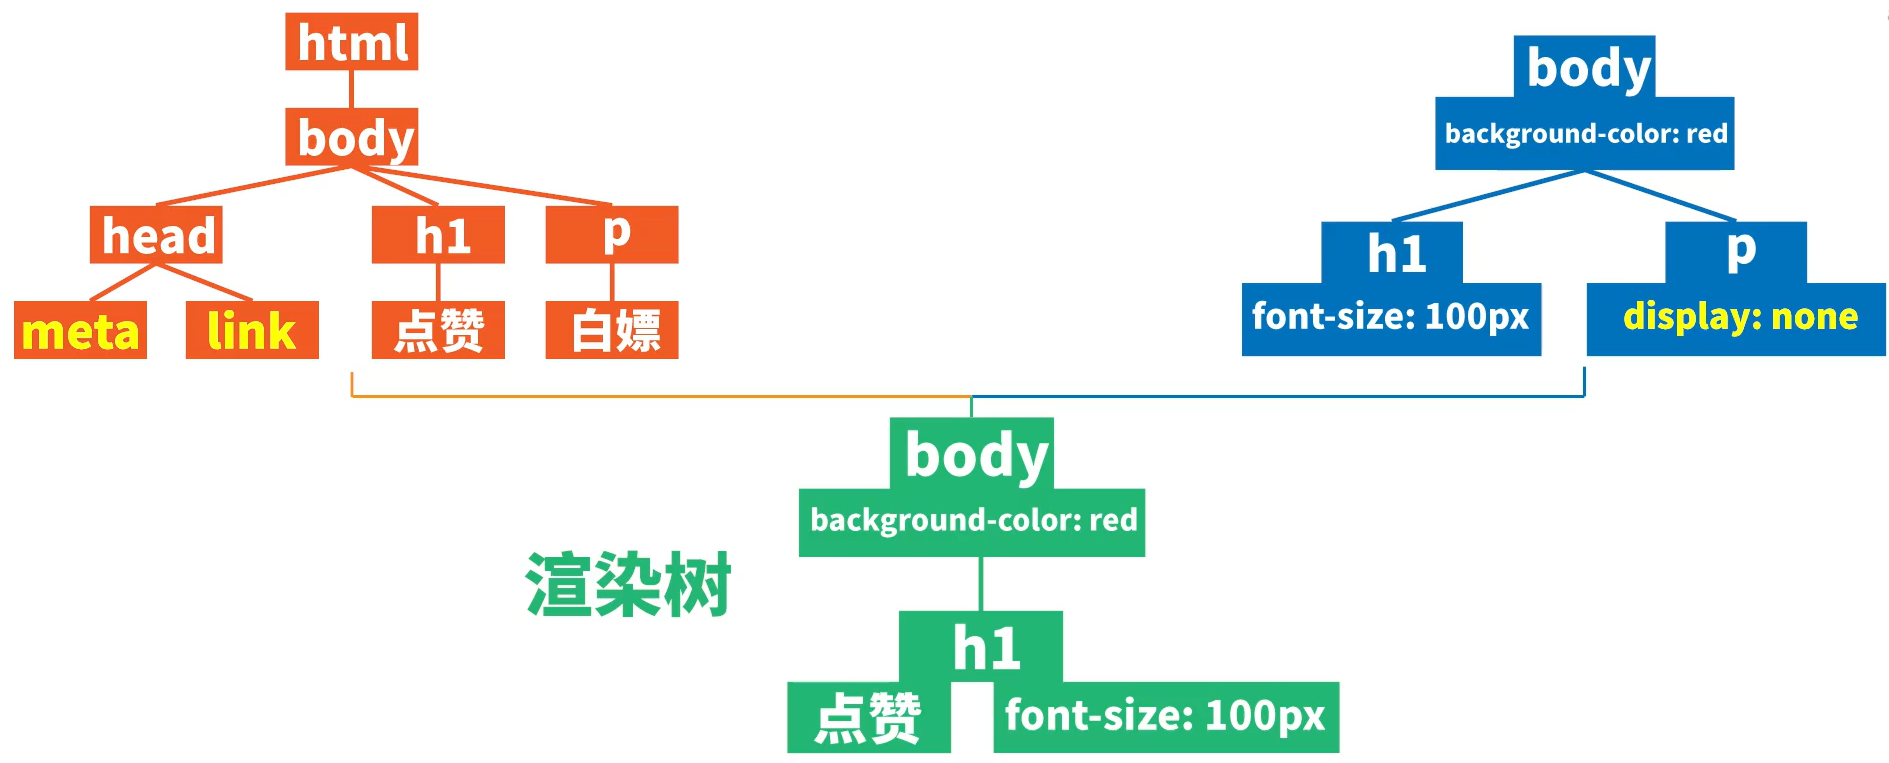 html
body
head
h1
p
meta
link
点赞
白嫖
body
background-color: red
h1
p
font-size: 100px
display: none
body
background-color: red
渲染树
h1
点赞
font-size: 100px